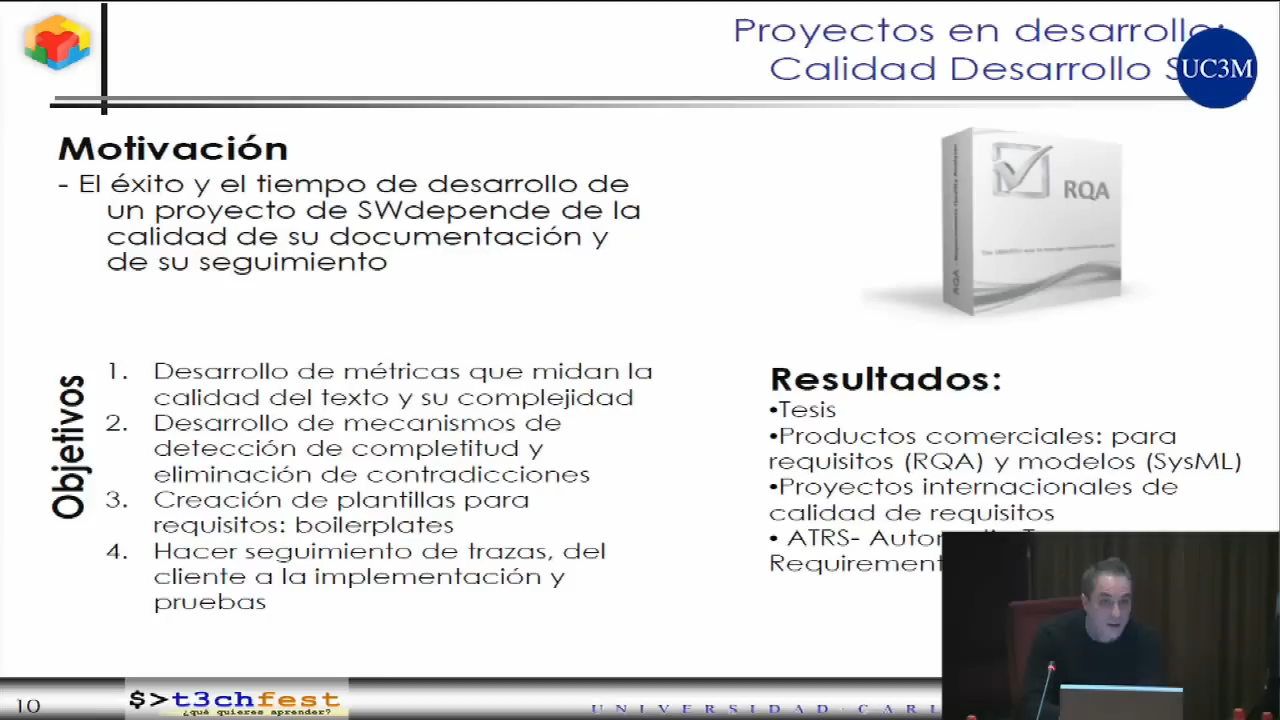 Proyectos en desarrollo:
Calidad Desarrollo S
UC3M
Motivación
- El éxito y el tiempo de desarrollo de
un proyecto de SWdepende de la
calidad de su documentación y
de su seguimiento
RQA
Objetivos
1. Desarrollo de métricas que midan la
calidad del texto y su complejidad
2. Desarrollo de mecanismos de
detección de completitud y
eliminación de contradicciones
3. Creación de plantillas para
requisitos: boilerplates
4. Hacer seguimiento de trazas, del
cliente a la implementación y
pruebas
Resultados:
•Tesis
•Productos comerciales: para
requisitos (RQA) y modelos (SysML)
•Proyectos internacionales de
calidad de requisitos
• ATRS-
Requirement
10
$>t3chfest
¿qué quieres aprender?
UNIVERSIDAD · CARL